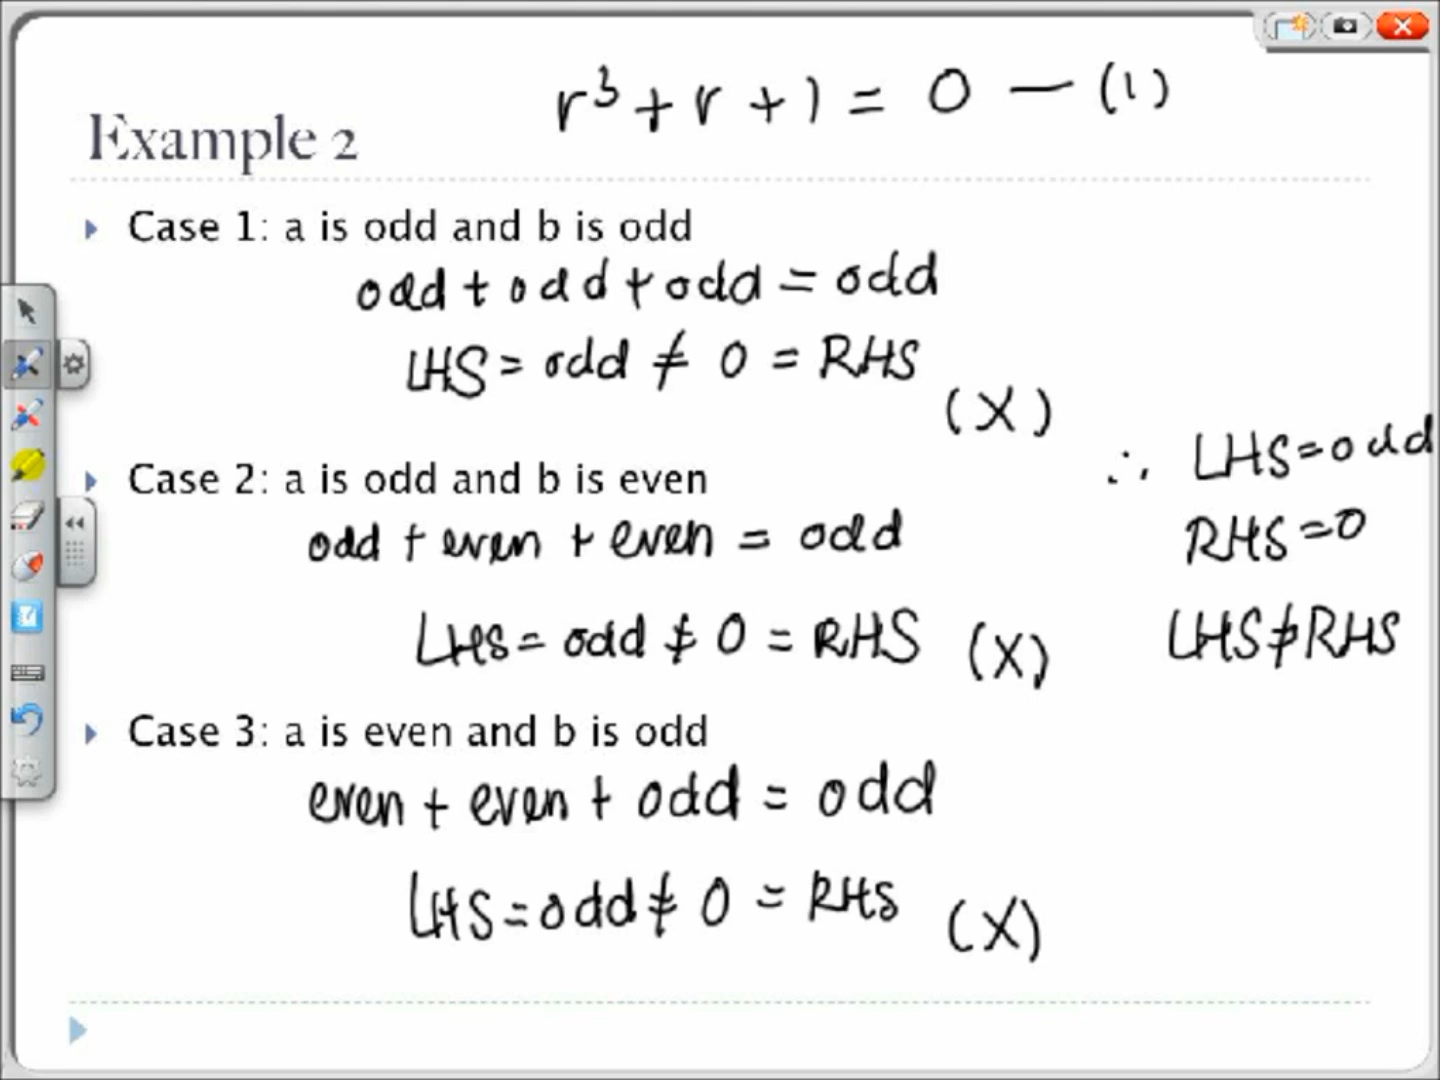 r³ + r + 1 = 0 — (1)
Example 2
Case 1: a is odd and b is odd
odd + odd + odd = odd
LHS = odd ≠ 0 = RHS
(X)
Case 2: a is odd and b is even
odd + even + even = odd
LHS = odd ≠ 0 = RHS (X)
∴ LHS = odd
RHS = 0
LHS ≠ RHS
Case 3: a is even and b is odd
even + even + odd = odd
LHS = odd ≠ 0 = RHS (X)